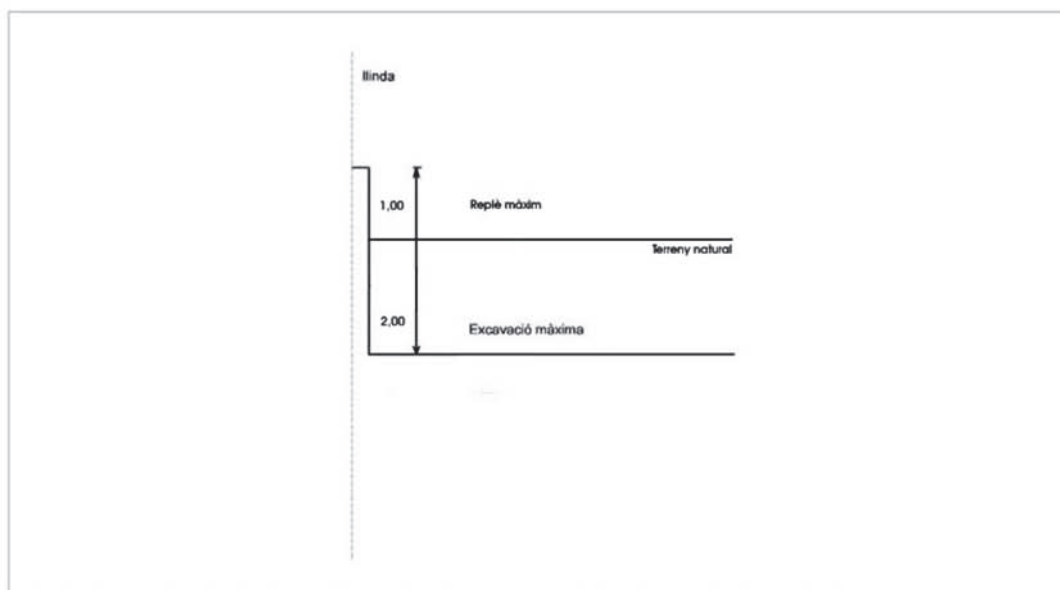 llinda
1,00
Replè màxim
Terreny natural
2,00
Excavació màxima